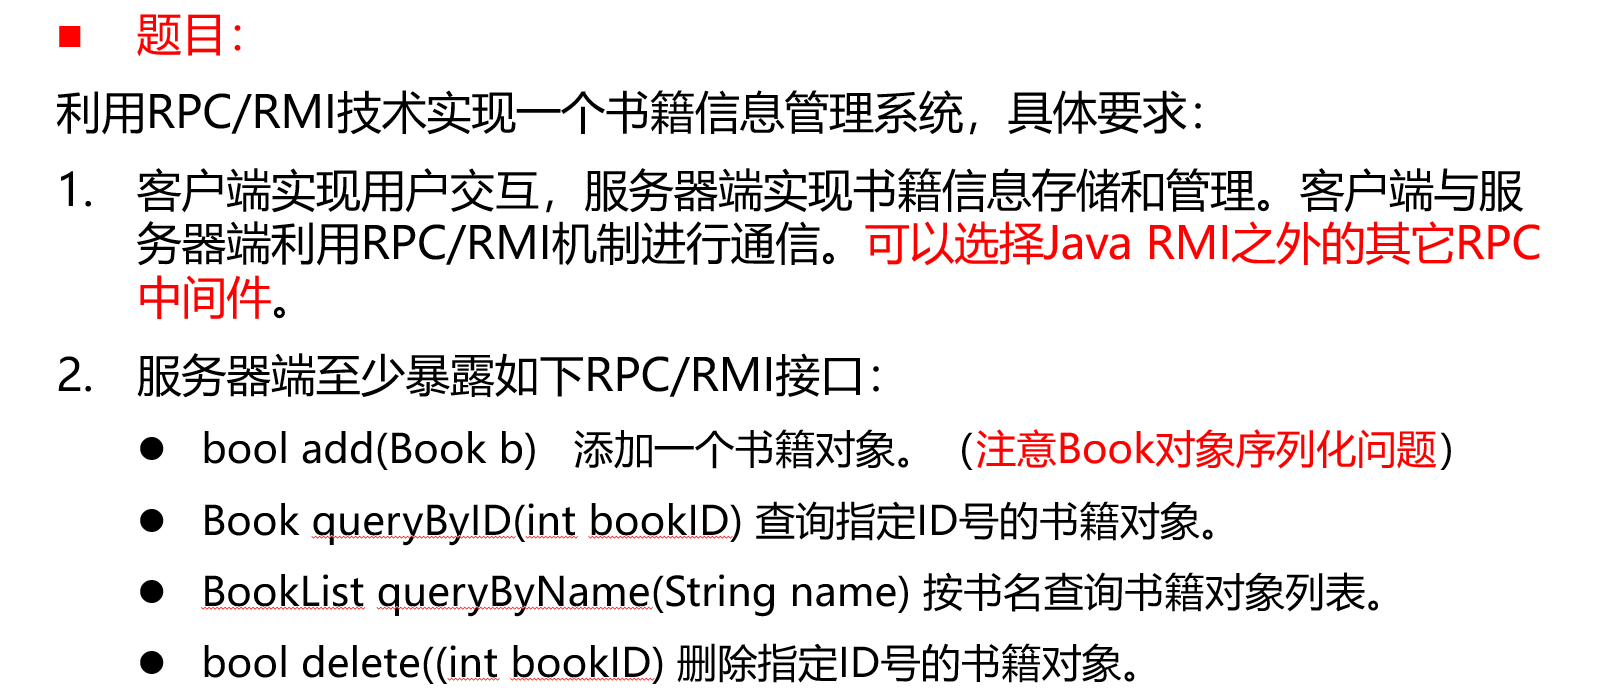 ■ 题目：
利用RPC/RMI技术实现一个书籍信息管理系统，具体要求：
1. 客户端实现用户交互，服务器端实现书籍信息存储和管理。客户端与服
务器端利用RPC/RMI机制进行通信。可以选择Java RMI之外的其它RPC
中间件。
2. 服务器端至少暴露如下RPC/RMI接口：
● bool add(Book b) 添加一个书籍对象。（注意Book对象序列化问题）
● Book queryByID(int bookID) 查询指定ID号的书籍对象。
● BookList queryByName(String name) 按书名查询书籍对象列表。
● bool delete((int bookID) 删除指定ID号的书籍对象。